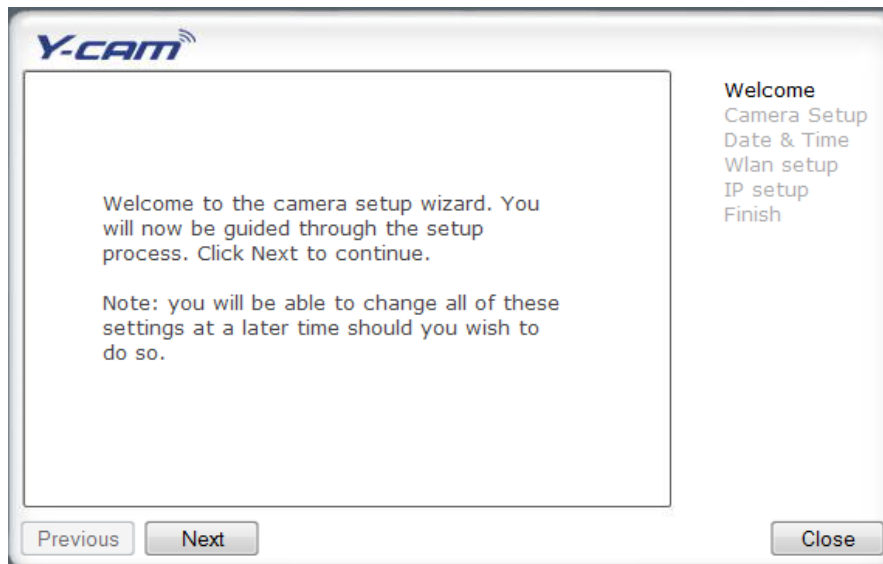 Y-cam
Welcome to the camera setup wizard. You
will now be guided through the setup
process. Click Next to continue.
Note: you will be able to change all of these
settings at a later time should you wish to
do so.
Welcome
Camera Setup
Date & Time
Wlan setup
IP setup
Finish
Previous
Next
Close